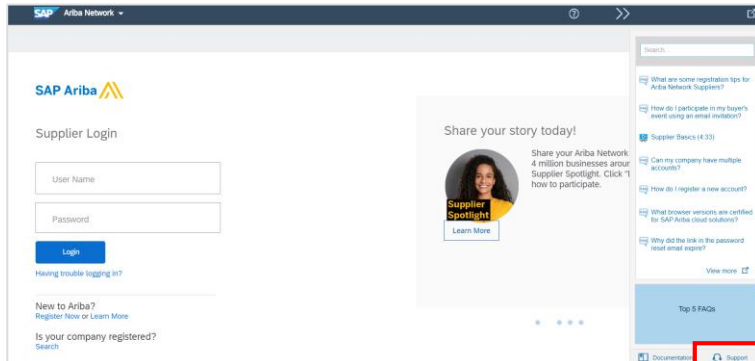 SAP Ariba Network
SAP Ariba
Supplier Login
User Name
Password
Login
Having trouble logging in?
New to Ariba?
Register Now or Learn More
Is your company registered?
Search
Share your story today!
Share your Ariba Network
4 million businesses arour
Supplier Spotlight. Click "l
how to participate.
Supplier
Spotlight
Learn More
Search
What are some registration tips for
Ariba Network Suppliers?
How do I participate in my buyer's
event using an email invitation?
Supplier Basics (4:33)
Can my company have multiple
accounts?
How do I register a new account?
What browser versions are certified
for SAP Ariba cloud solutions?
Why did the link in the password
reset email expire?
View more
Top 5 FAQs
Documentation Support